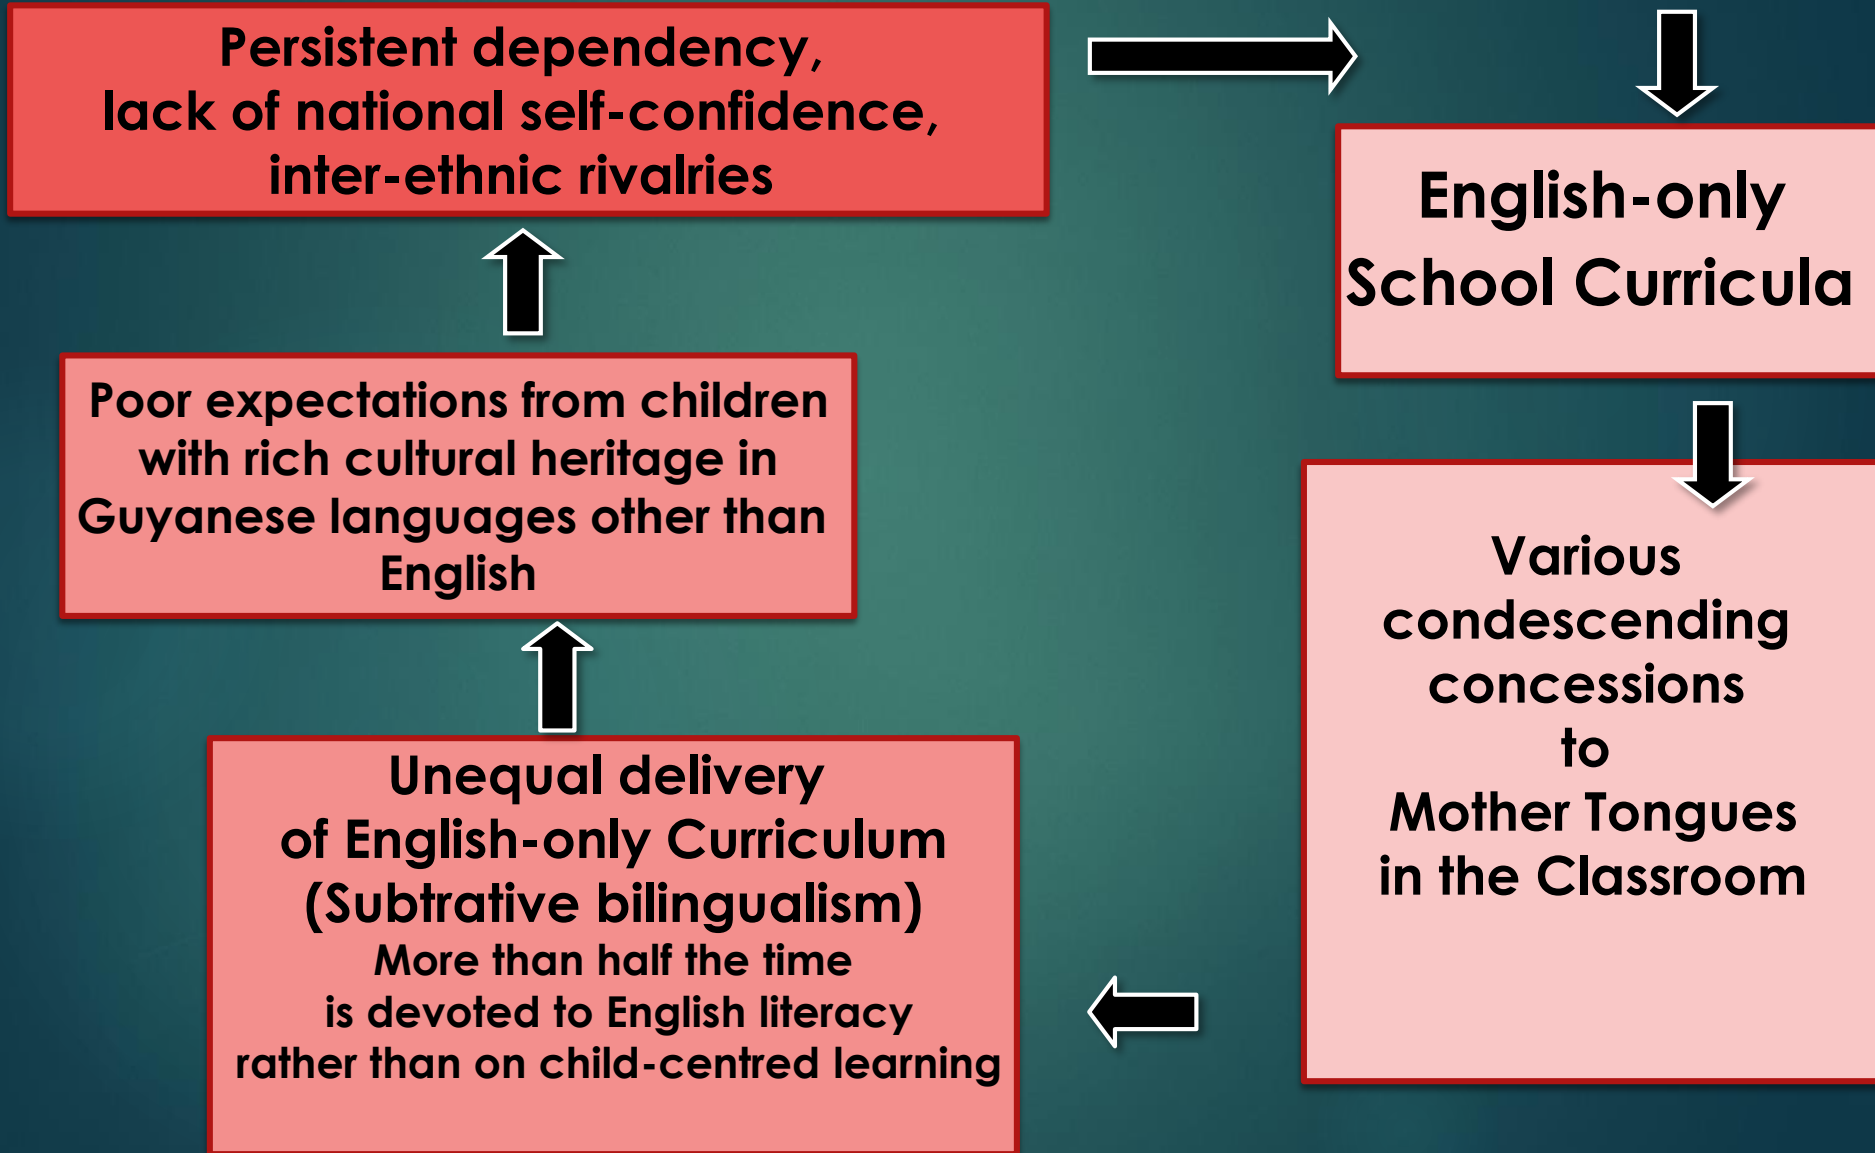 Persistent dependency,
lack of national self-confidence,
inter-ethnic rivalries
English-only
School Curricula
Various
condescending
concessions
to
Mother Tongues
in the Classroom
Unequal delivery
of English-only Curriculum
(Subtrative bilingualism)
More than half the time
is devoted to English literacy
rather than on child-centred learning
Poor expectations from children
with rich cultural heritage in
Guyanese languages other than
English